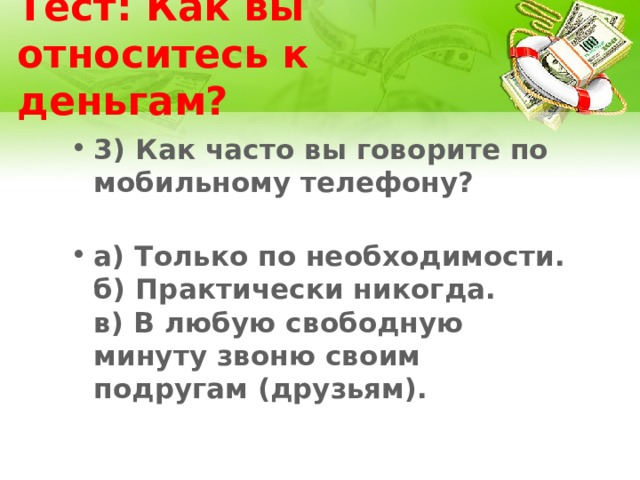 Тест: Как вы
относитесь к
деньгам?
• 3) Как часто вы говорите по
мобильному телефону?
• а) Только по необходимости.
б) Практически никогда.
в) В любую свободную
минуту звоню своим
подругам (друзьям).
100